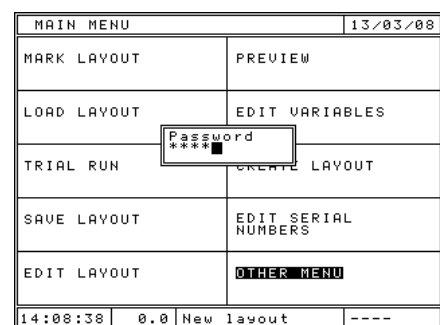 MAIN MENU 13/03/08
MARK LAYOUT PREVIEW
LOAD LAYOUT EDIT VARIABLES
Password
****
TRIAL RUN LAYOUT
SAVE LAYOUT EDIT SERIAL
NUMBERS
EDIT LAYOUT OTHER MENU
14:08:38 0.0 New layout ----